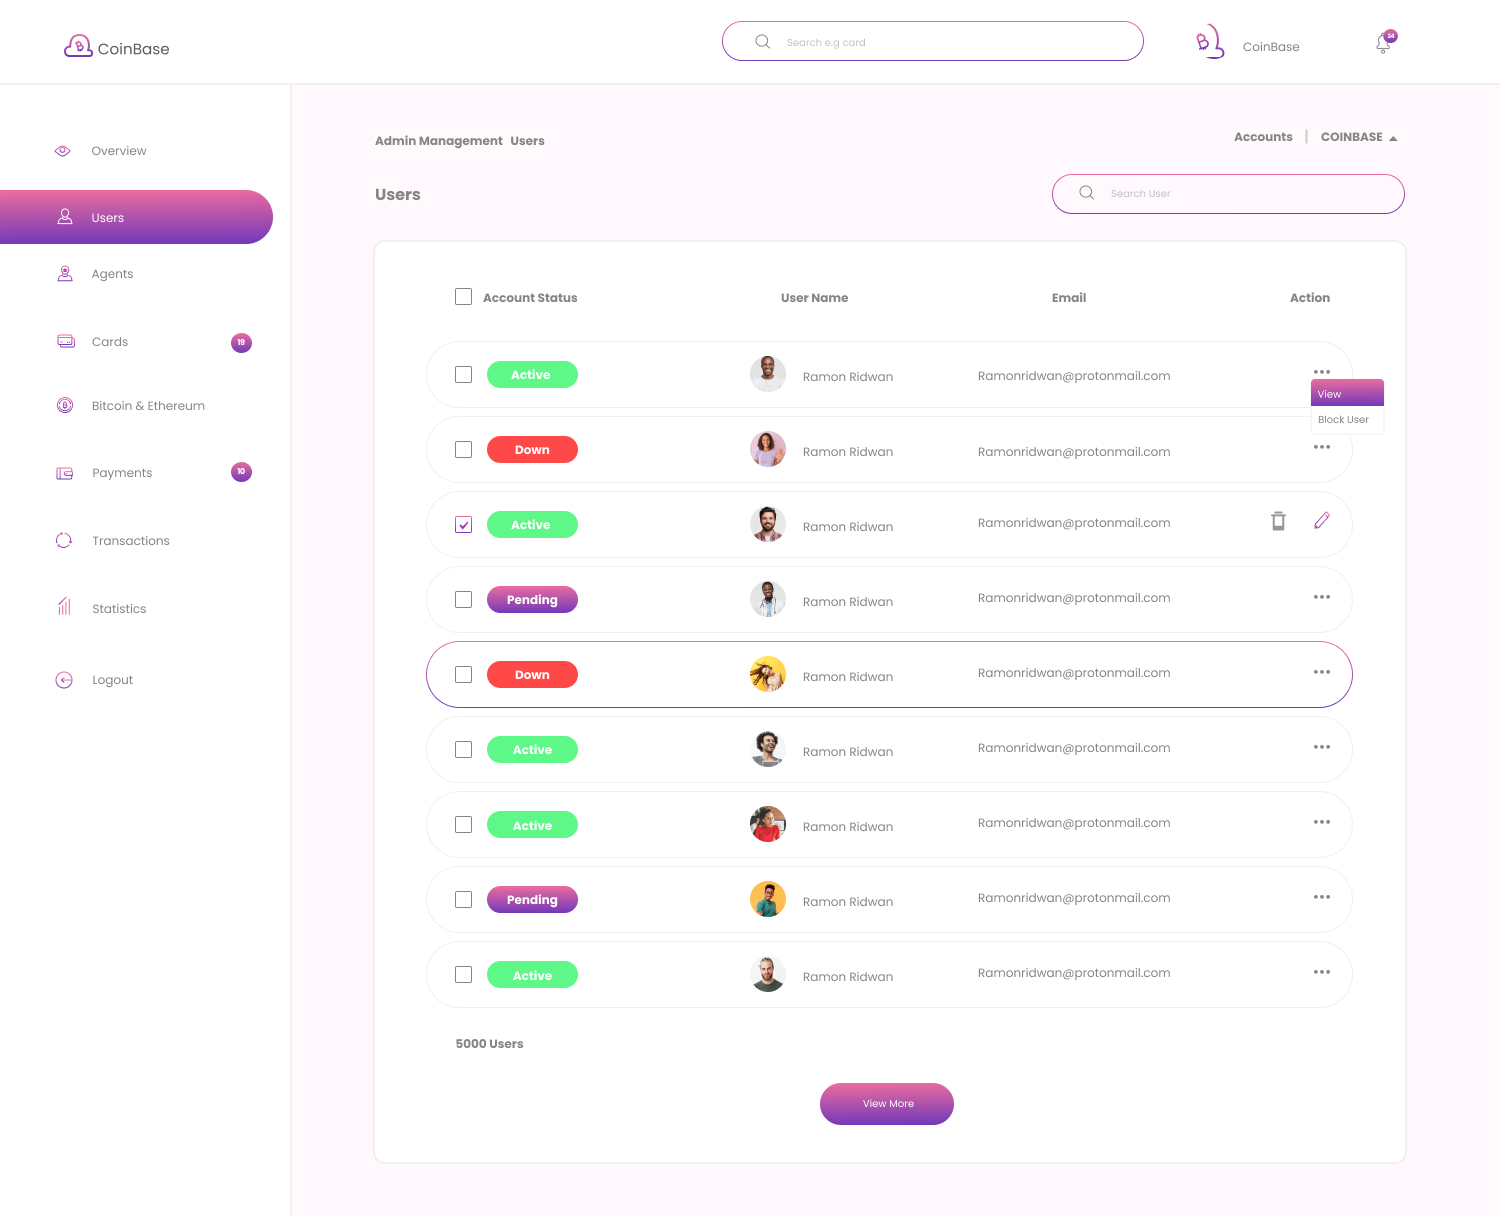 CoinBase
Search e.g card
CoinBase
24
Overview
Users
Agents
Cards
19
Bitcoin & Ethereum
Payments
10
Transactions
Statistics
Logout
Admin Management Users
Accounts | COINBASE
Users
Search User
Account Status User Name Email Action
Active Ramon Ridwan Ramonridwan@protonmail.com
View
Block User
Down Ramon Ridwan Ramonridwan@protonmail.com
Active Ramon Ridwan Ramonridwan@protonmail.com
Pending Ramon Ridwan Ramonridwan@protonmail.com
Down Ramon Ridwan Ramonridwan@protonmail.com
Active Ramon Ridwan Ramonridwan@protonmail.com
Active Ramon Ridwan Ramonridwan@protonmail.com
Pending Ramon Ridwan Ramonridwan@protonmail.com
Active Ramon Ridwan Ramonridwan@protonmail.com
5000 Users
View More